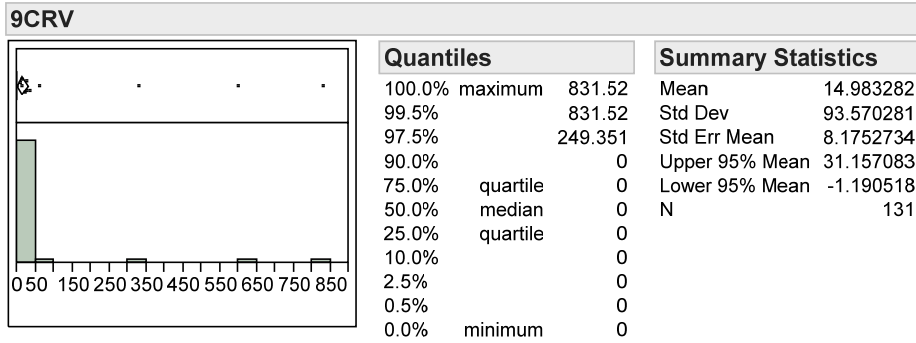 9CRV
0 50 150 250 350 450 550 650 750 850
Quantiles
100.0% maximum 831.52
99.5% 831.52
97.5% 249.351
90.0% 0
75.0% quartile 0
50.0% median 0
25.0% quartile 0
10.0% 0
2.5% 0
0.5% 0
0.0% minimum 0
Summary Statistics
Mean 14.983282
Std Dev 93.570281
Std Err Mean 8.1752734
Upper 95% Mean 31.157083
Lower 95% Mean -1.190518
N 131